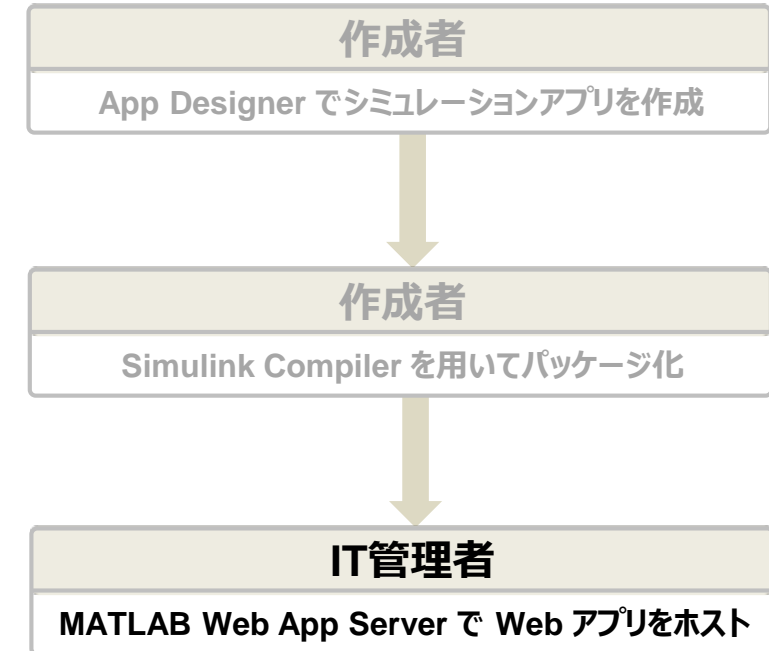 作成者
App Designer でシミュレーションアプリを作成
作成者
Simulink Compiler を用いてパッケージ化
IT管理者
MATLAB Web App Server で Web アプリをホスト